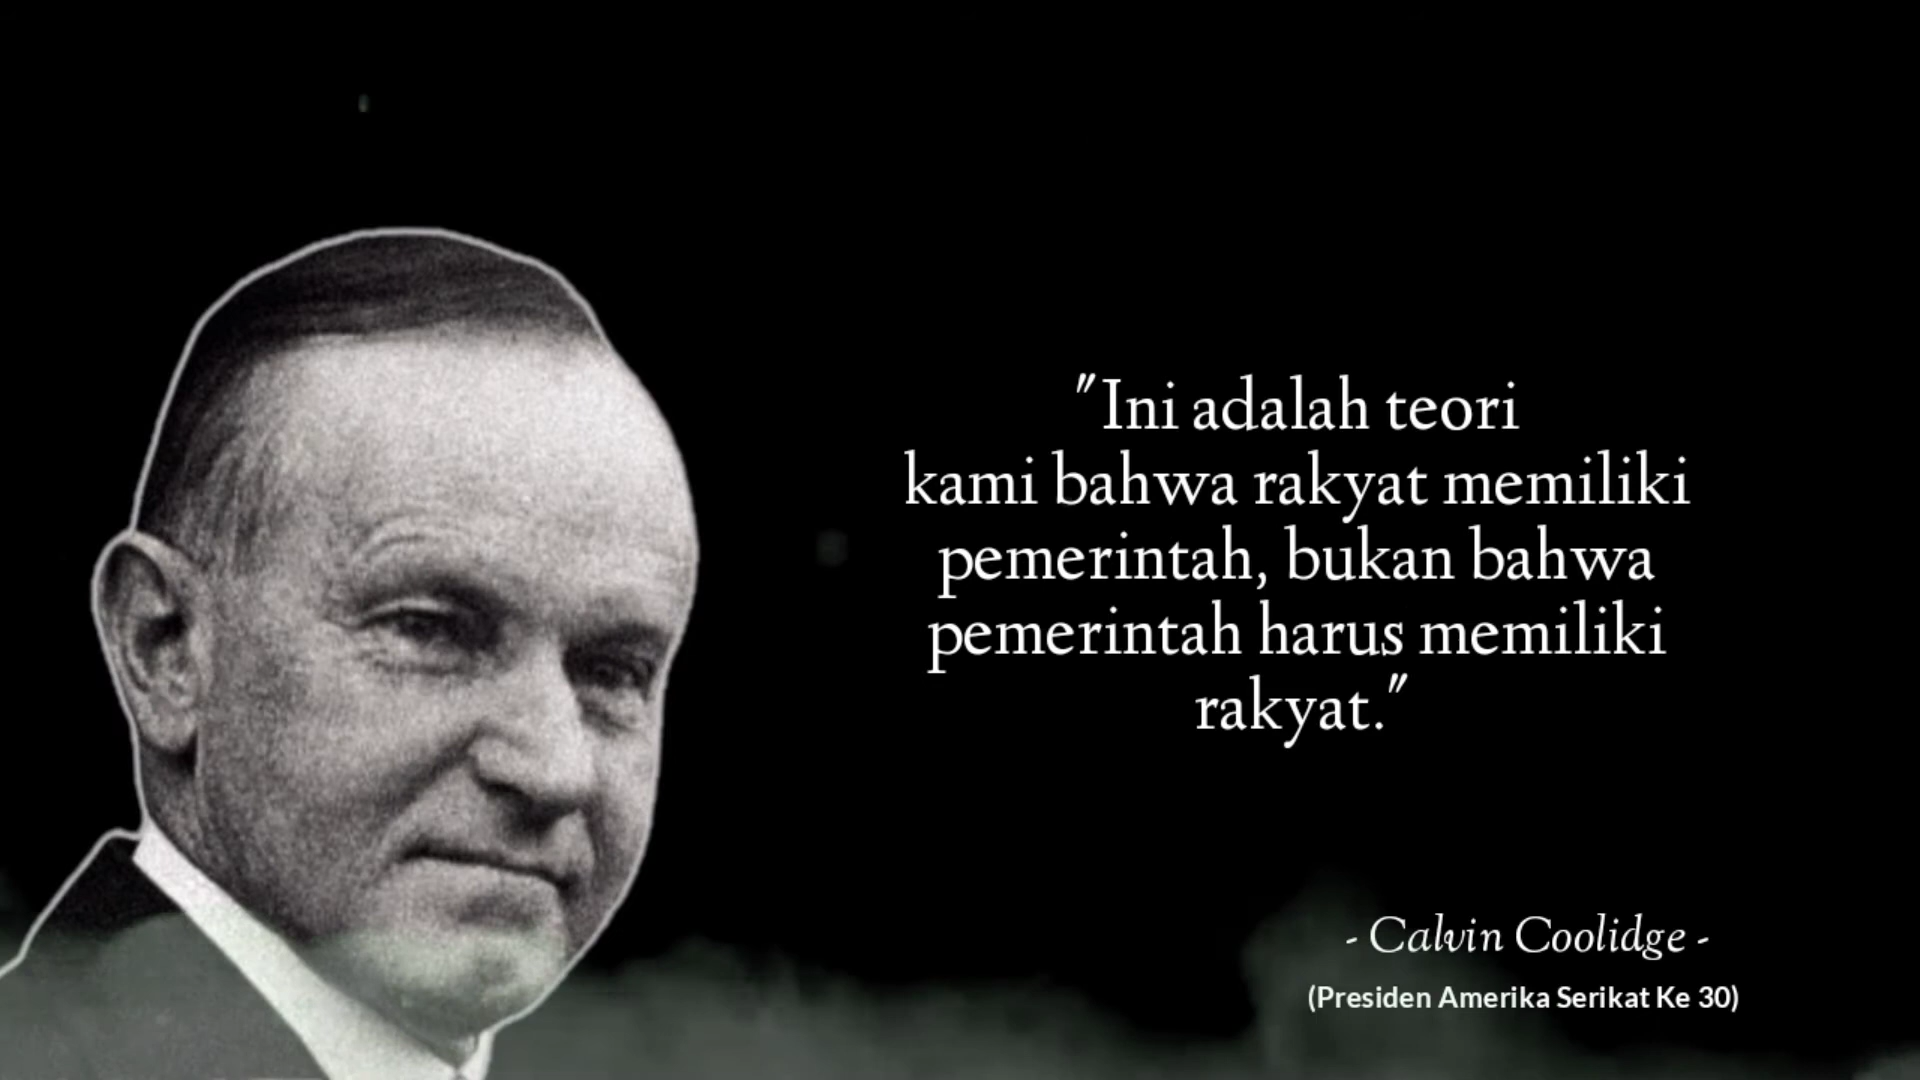 "Ini adalah teori
kami bahwa rakyat memiliki
pemerintah, bukan bahwa
pemerintah harus memiliki
rakyat."
- Calvin Coolidge -
(Presiden Amerika Serikat Ke 30)